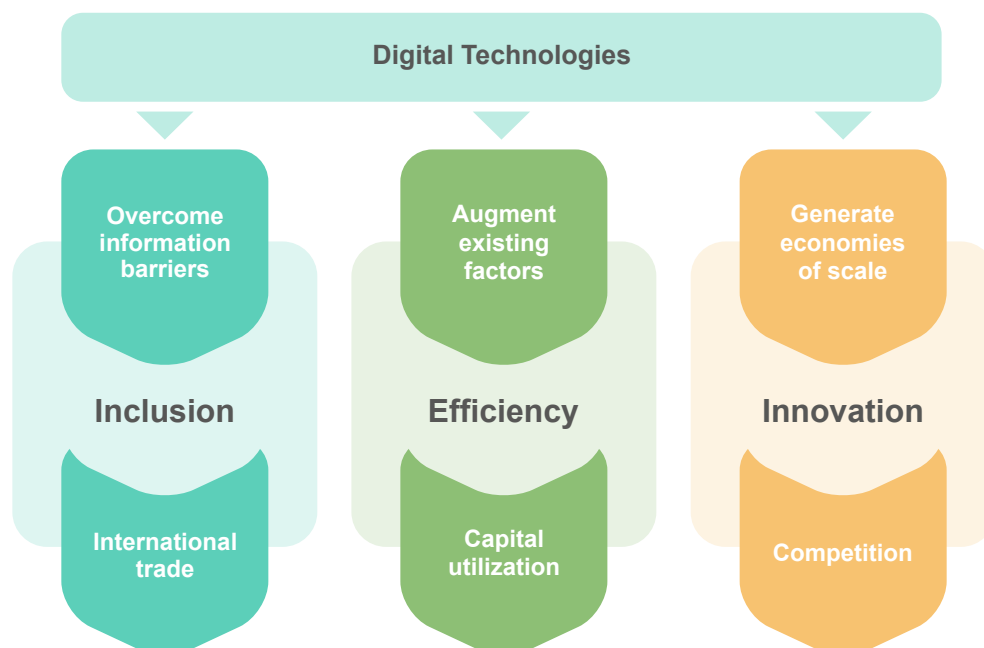 Digital Technologies
Overcome
information
barriers
Inclusion
International
trade
Augment
existing
factors
Efficiency
Capital
utilization
Generate
economies
of scale
Innovation
Competition